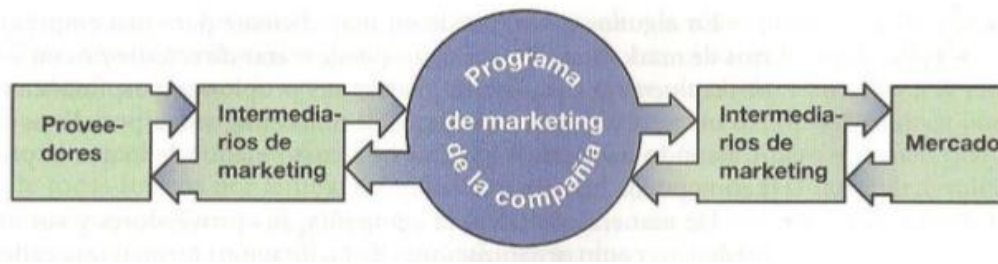 Provee-
dores
Intermedia-
rios de
marketing
Programa
de marketing
de la compañía
Intermedia-
rios de
marketing
Mercado